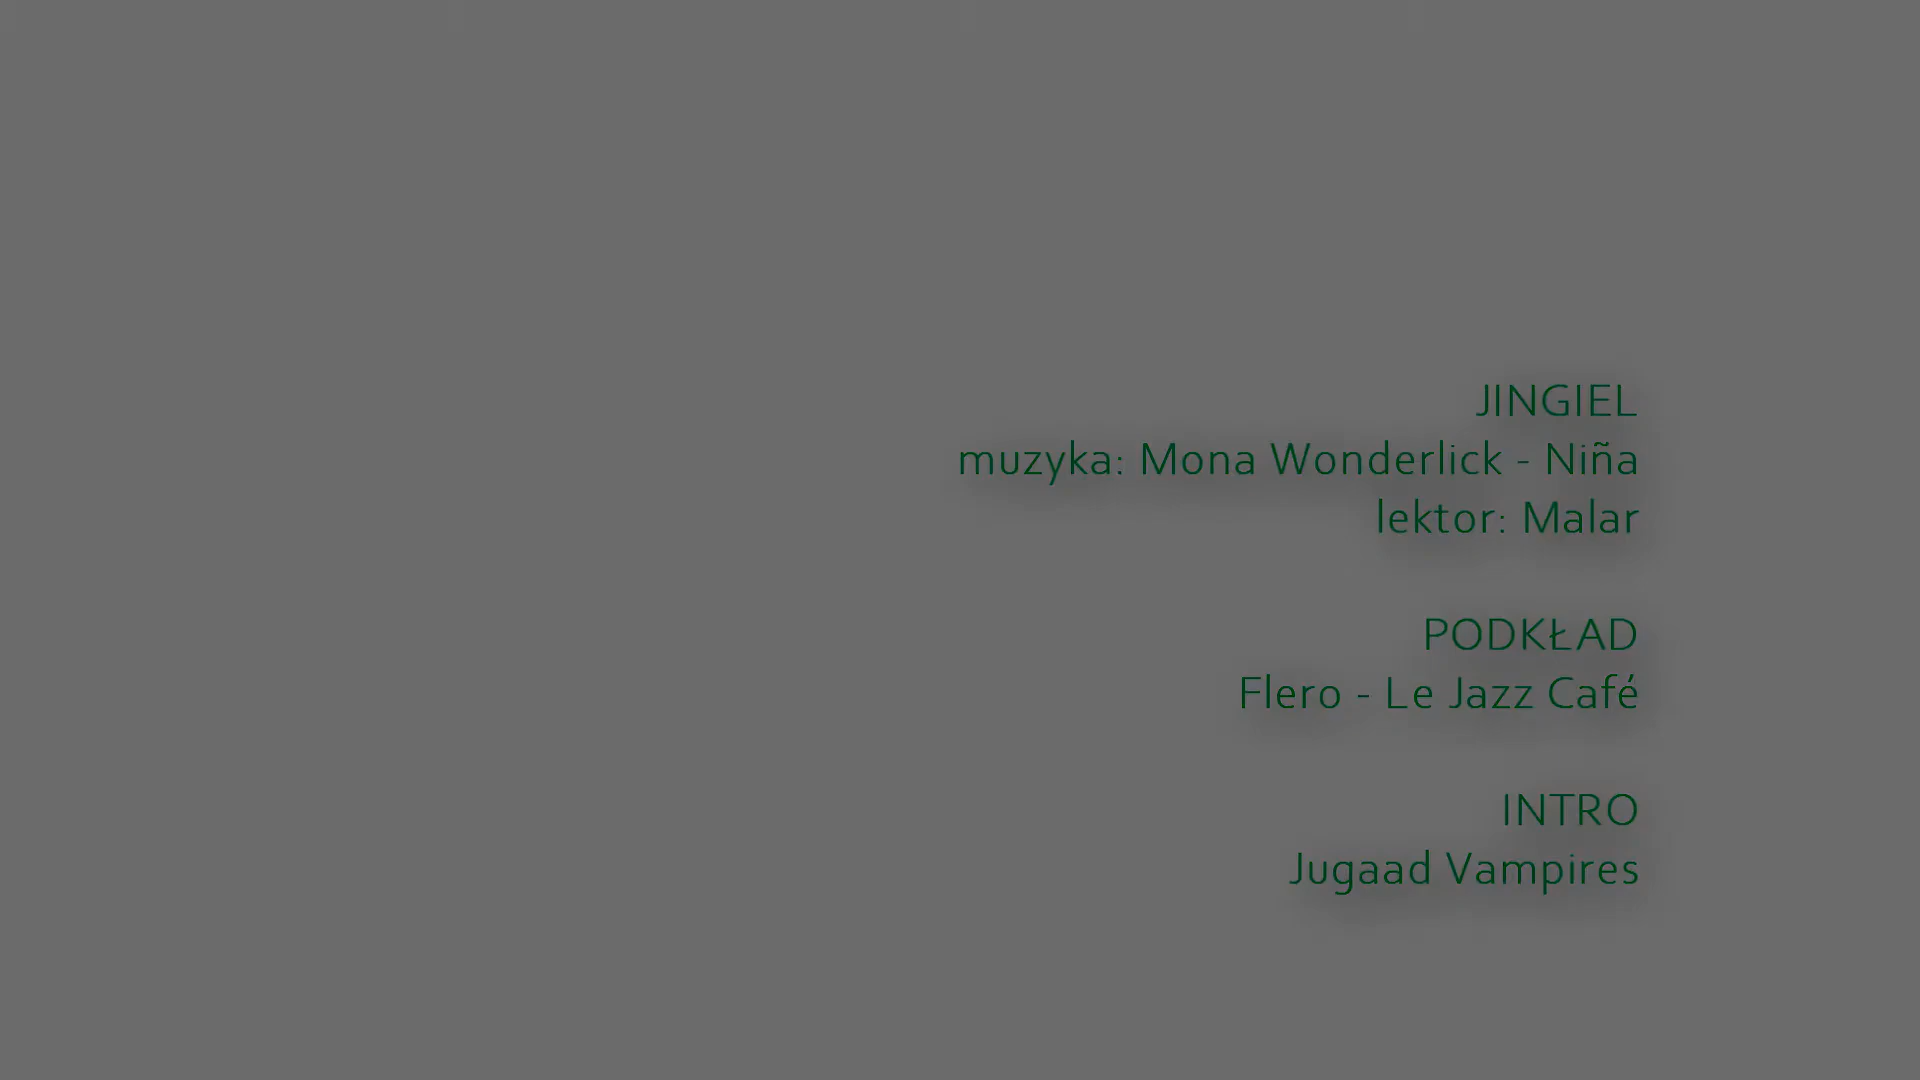 JINGIEL
muzyka: Mona Wonderlick - Niña
lektor: Malar
PODKŁAD
Flero - Le Jazz Café
INTRO
Jugaad Vampires